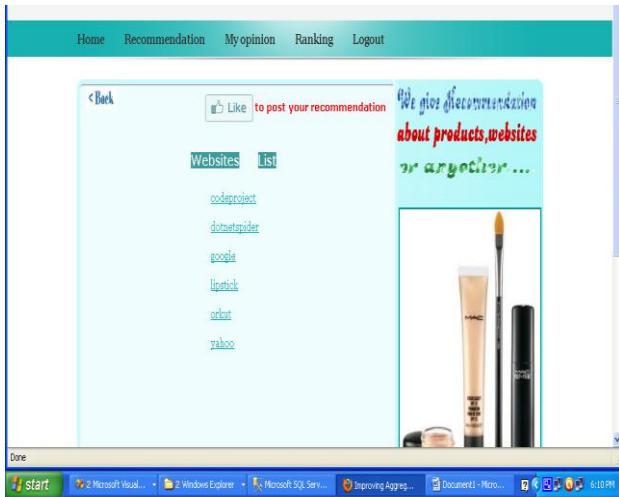 Home Recommendation My opinion Ranking Logout
< Back
Like to post your recommendation
Websites List
codeproject
dotnetspider
google
lipstick
orkut
yahoo
We give Recommendation
about products,websites
or anyother ...
MAC
Done
start 2 Microsoft Visual... 2 Windows Explorer Microsoft SQL Serv... Improving Aggreg... Document1 - Micro... 6:10 PM